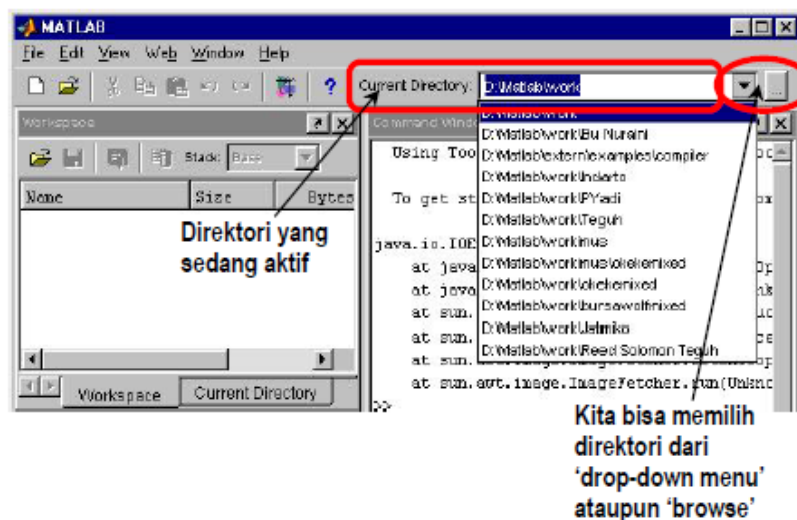 MATLAB
File Edit View Web Window Help
Current Directory: D:\Matlab\work
Workspace
Command Windo
Stack: Base
Name Size Bytes
Using Too
To get st
java.io.IOE
at java
at java
at sun.
at sun.
at sun.
at sun.awt.image.ImageFetcher.run(Unkno
>>
D:\Matlab\work
D:\Matlab\work\Bu Nuraini
D:\Matlab\extern\examples\compiler
D:\Matlab\work\Indarto
D:\Matlab\work\PYadi
D:\Matlab\work\Teguh
D:\Matlab\work\mus
D:\Matlab\work\mus\okekemixed
D:\Matlab\work\okekemixed
D:\Matlab\work\bursawolfmixed
D:\Matlab\work\Jatmiko
D:\Matlab\work\Reed Solomon Teguh
Workspace Current Directory
Direktori yang
sedang aktif
Kita bisa memilih
direktori dari
‘drop-down menu’
ataupun ‘browse’